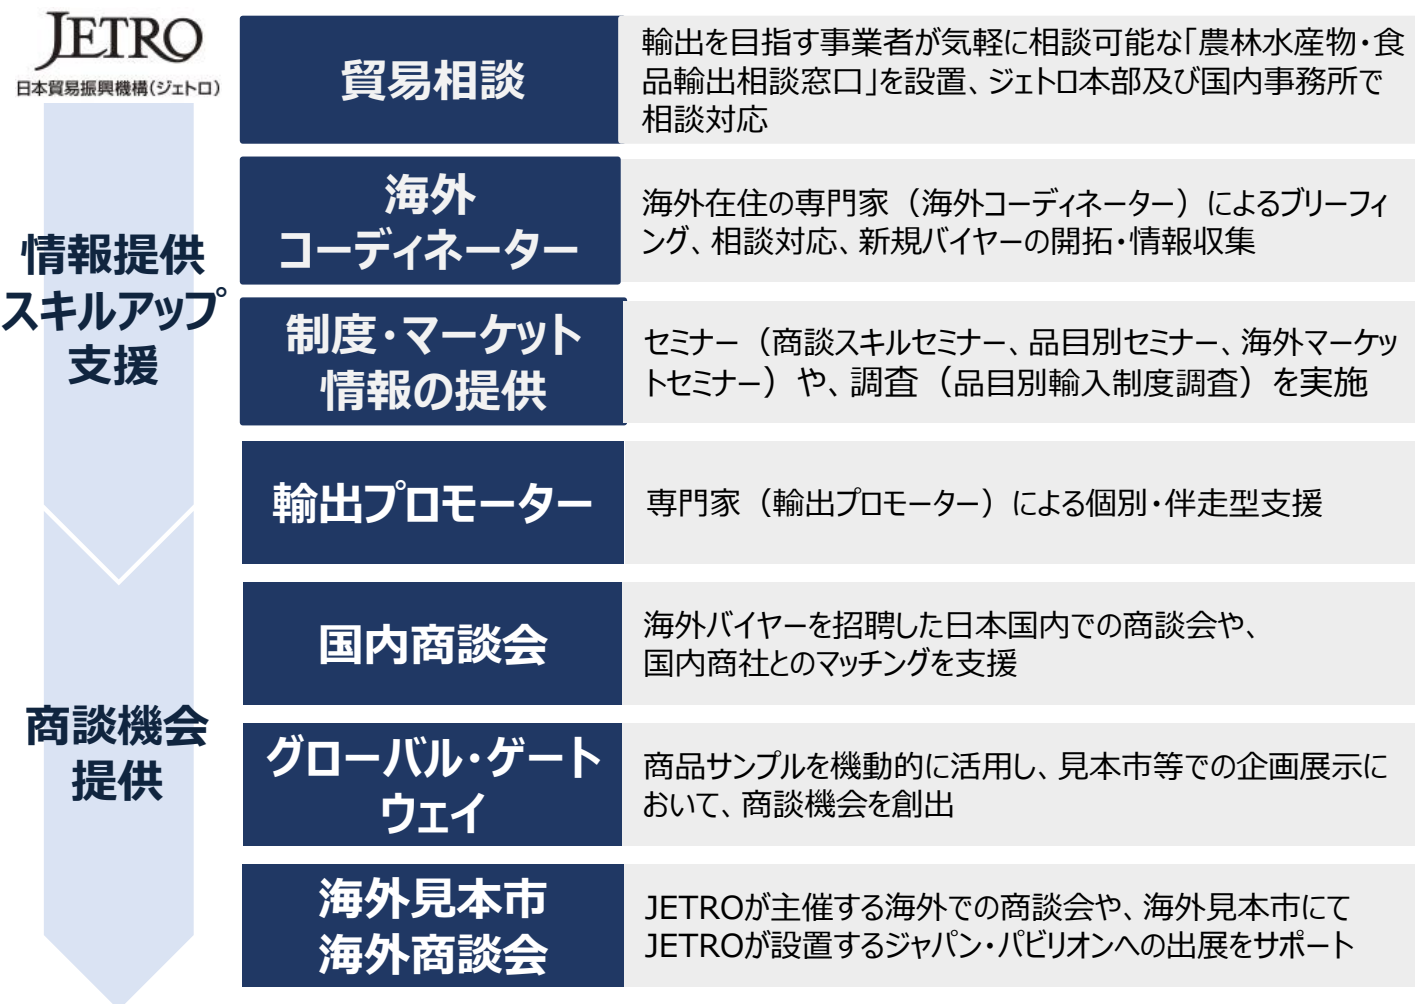 JETRO
日本貿易振興機構(ジェトロ)
貿易相談
輸出を目指す事業者が気軽に相談可能な「農林水産物・食
品輸出相談窓口」を設置、ジェトロ本部及び国内事務所で
相談対応
情報提供
スキルアップ
支援
海外
コーディネーター
海外在住の専門家（海外コーディネーター）によるブリーフィ
ング、相談対応、新規バイヤーの開拓・情報収集
制度・マーケット
情報の提供
セミナー（商談スキルセミナー、品目別セミナー、海外マーケッ
トセミナー）や、調査（品目別輸入制度調査）を実施
輸出プロモーター
専門家（輸出プロモーター）による個別・伴走型支援
商談機会
提供
国内商談会
海外バイヤーを招聘した日本国内での商談会や、
国内商社とのマッチングを支援
グローバル・ゲート
ウェイ
商品サンプルを機動的に活用し、見本市等での企画展示に
おいて、商談機会を創出
海外見本市
海外商談会
JETROが主催する海外での商談会や、海外見本市にて
JETROが設置するジャパン・パビリオンへの出展をサポート